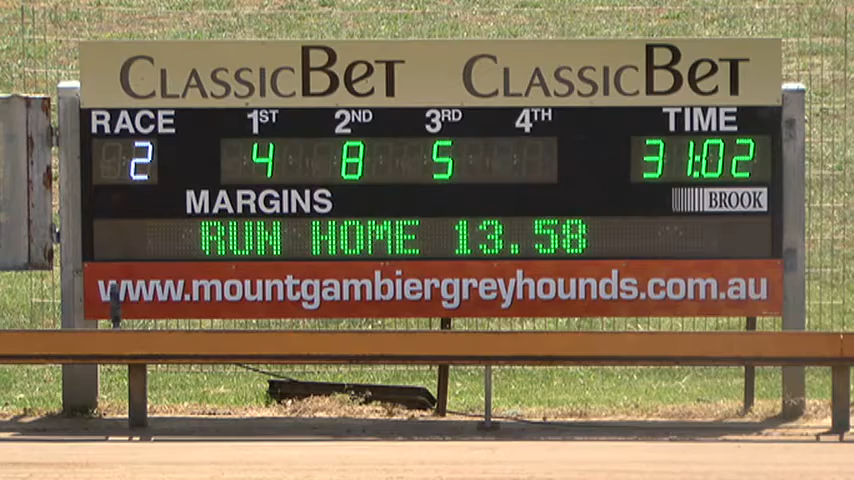 CLASSICBET CLASSICBET
RACE 1ST 2ND 3RD 4TH TIME
2 4 8 5 31:02
MARGINS BROOK
RUN HOME 13.58
www.mountgambiergreyhounds.com.au